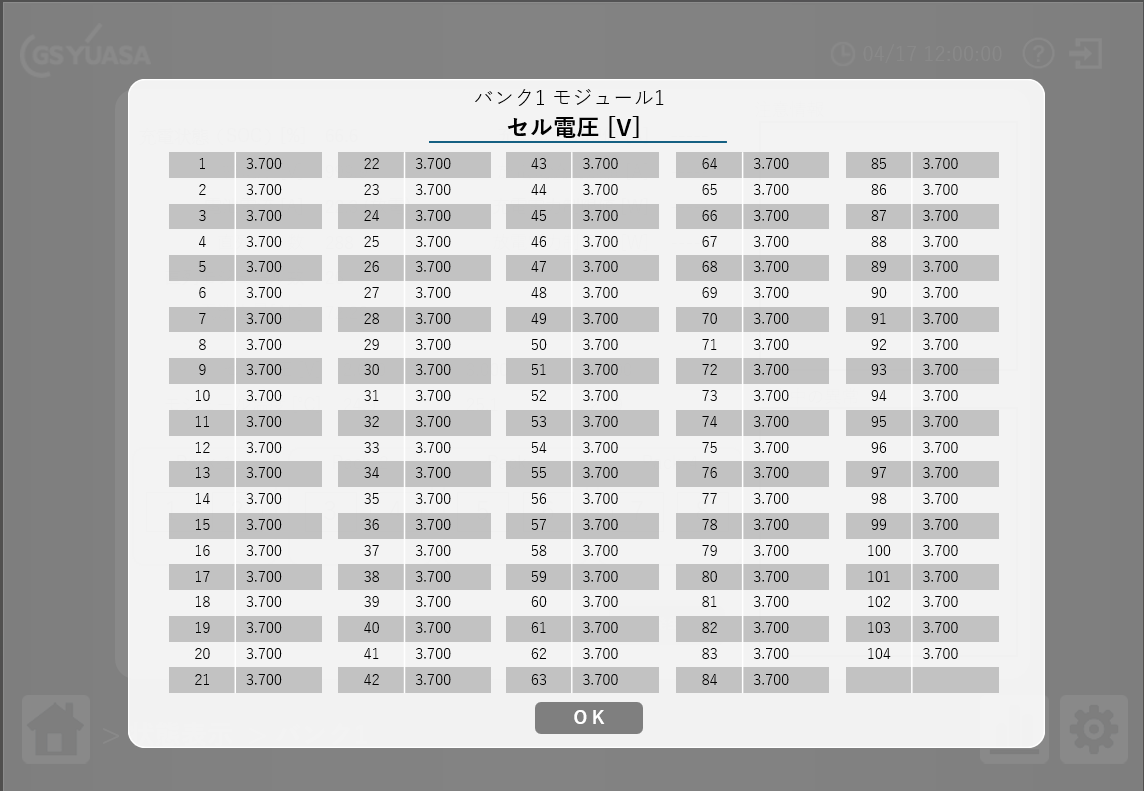 GS YUASA
04/17 12:00:00
?
バンク1 モジュール1
セル電圧 [V]
1 3.700 22 3.700 43 3.700 64 3.700 85 3.700
2 3.700 23 3.700 44 3.700 65 3.700 86 3.700
3 3.700 24 3.700 45 3.700 66 3.700 87 3.700
4 3.700 25 3.700 46 3.700 67 3.700 88 3.700
5 3.700 26 3.700 47 3.700 68 3.700 89 3.700
6 3.700 27 3.700 48 3.700 69 3.700 90 3.700
7 3.700 28 3.700 49 3.700 70 3.700 91 3.700
8 3.700 29 3.700 50 3.700 71 3.700 92 3.700
9 3.700 30 3.700 51 3.700 72 3.700 93 3.700
10 3.700 31 3.700 52 3.700 73 3.700 94 3.700
11 3.700 32 3.700 53 3.700 74 3.700 95 3.700
12 3.700 33 3.700 54 3.700 75 3.700 96 3.700
13 3.700 34 3.700 55 3.700 76 3.700 97 3.700
14 3.700 35 3.700 56 3.700 77 3.700 98 3.700
15 3.700 36 3.700 57 3.700 78 3.700 99 3.700
16 3.700 37 3.700 58 3.700 79 3.700 100 3.700
17 3.700 38 3.700 59 3.700 80 3.700 101 3.700
18 3.700 39 3.700 60 3.700 81 3.700 102 3.700
19 3.700 40 3.700 61 3.700 82 3.700 103 3.700
20 3.700 41 3.700 62 3.700 83 3.700 104 3.700
21 3.700 42 3.700 63 3.700 84 3.700
OK
>